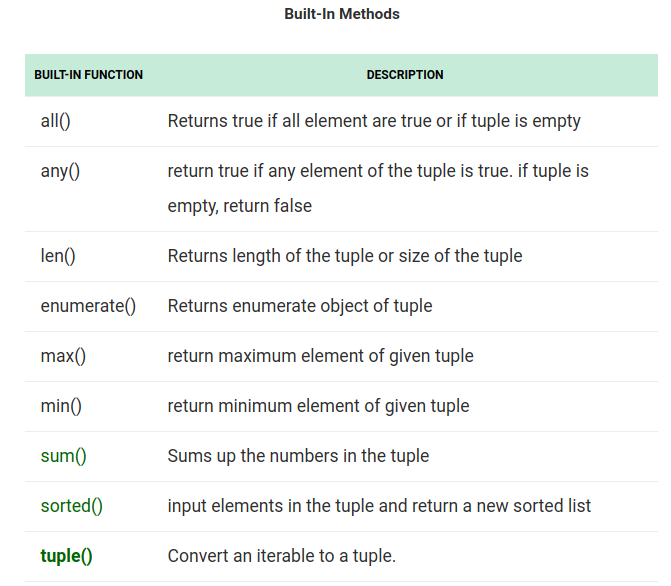 Built-In Methods
BUILT-IN FUNCTION DESCRIPTION
all() Returns true if all element are true or if tuple is empty
any() return true if any element of the tuple is true. if tuple is
empty, return false
len() Returns length of the tuple or size of the tuple
enumerate() Returns enumerate object of tuple
max() return maximum element of given tuple
min() return minimum element of given tuple
sum() Sums up the numbers in the tuple
sorted() input elements in the tuple and return a new sorted list
tuple() Convert an iterable to a tuple.